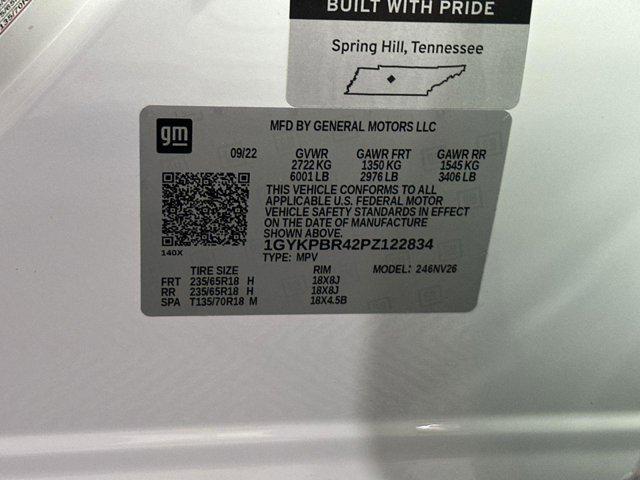 BUILT WITH PRIDE
Spring Hill, Tennessee
gm
MFD BY GENERAL MOTORS LLC
09/22 GVWR GAWR FRT GAWR RR
2722 KG 1350 KG 1545 KG
6001 LB 2976 LB 3406 LB
THIS VEHICLE CONFORMS TO ALL
APPLICABLE U.S. FEDERAL MOTOR
VEHICLE SAFETY STANDARDS IN EFFECT
ON THE DATE OF MANUFACTURE
SHOWN ABOVE.
140X
1GYKPBR42PZ122834
TYPE: MPV
TIRE SIZE RIM MODEL: 246NV26
FRT 235/65R18 H 18X8J
RR 235/65R18 H 18X8J
SPA T135/70R18 M 18X4.5B